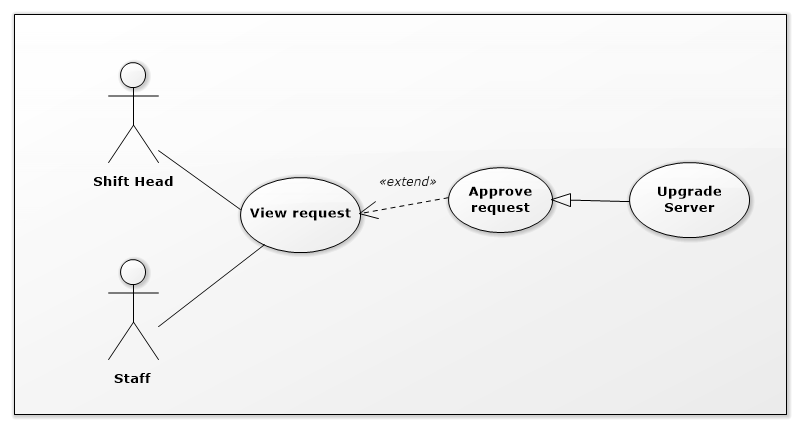 Shift Head
View request
«extend»
Approve
request
Upgrade
Server
Staff